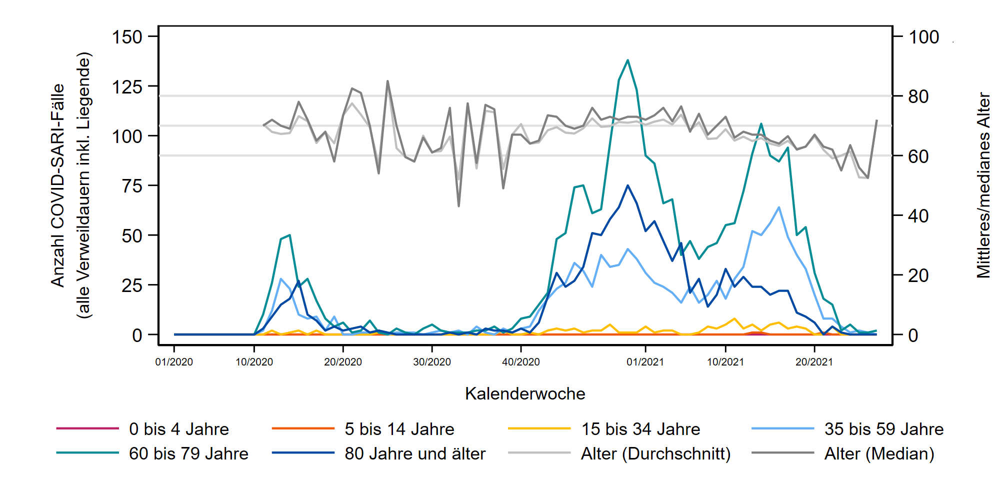 Anzahl COVID-SARI-Fälle
(alle Verweildauern inkl. Liegende)
150
125
100
75
50
25
0
100
80
60
40
20
0
Mittleres/medianes Alter
01/2020
10/2020
20/2020
30/2020
40/2020
01/2021
10/2021
20/2021
Kalenderwoche
0 bis 4 Jahre
5 bis 14 Jahre
15 bis 34 Jahre
35 bis 59 Jahre
60 bis 79 Jahre
80 Jahre und älter
Alter (Durchschnitt)
Alter (Median)